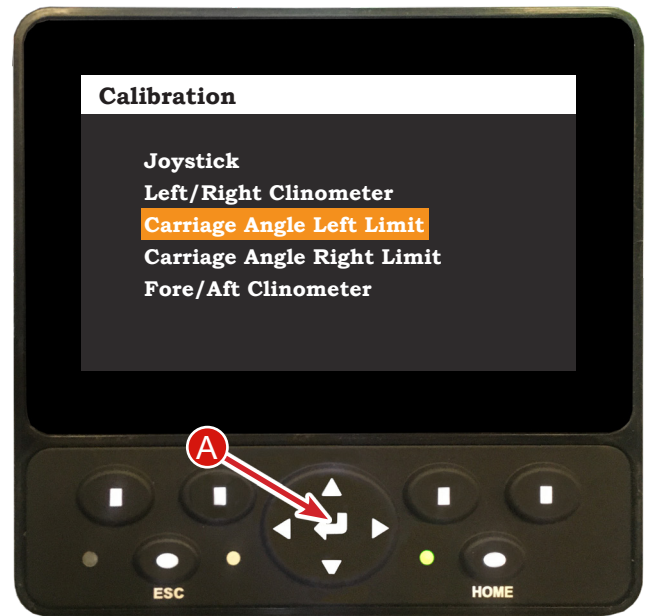 Calibration
Joystick
Left/Right Clinometer
Carriage Angle Left Limit
Carriage Angle Right Limit
Fore/Aft Clinometer
A
ESC
HOME